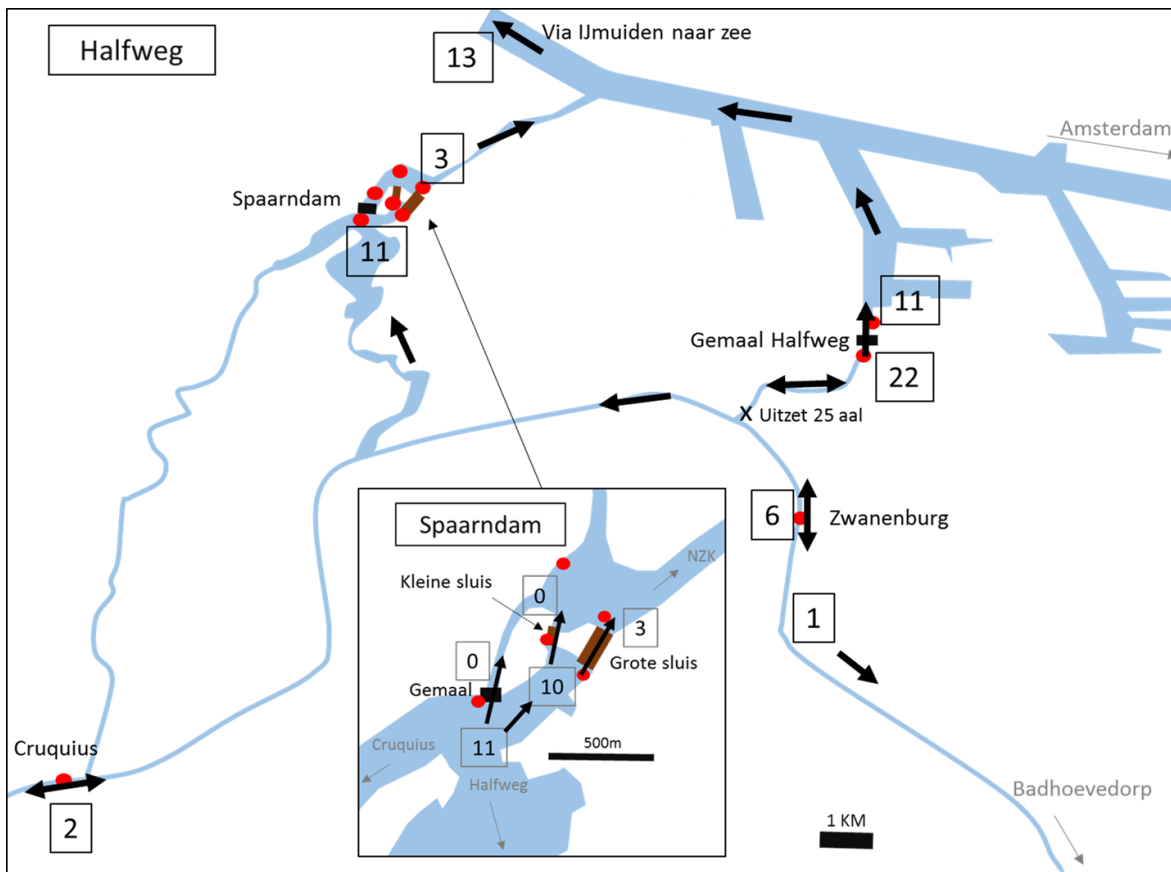 Halfweg
Via IJmuiden naar zee
13
Amsterdam
3
Spaarndam
11
11
Gemaal Halfweg
22
X Uitzet 25 aal
6
Zwanenburg
1
Cruquius
2
Badhoevedorp
1 KM
Spaarndam
NZK
Kleine sluis
0
3
0
Grote sluis
Gemaal
10
11
500m
Cruquius
Halfweg